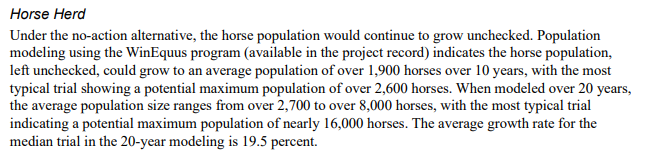 Horse Herd
Under the no-action alternative, the horse population would continue to grow unchecked. Population
modeling using the WinEquus program (available in the project record) indicates the horse population,
left unchecked, could grow to an average population of over 1,900 horses over 10 years, with the most
typical trial showing a potential maximum population of over 2,600 horses. When modeled over 20 years,
the average population size ranges from over 2,700 to over 8,000 horses, with the most typical trial
indicating a potential maximum population of nearly 16,000 horses. The average growth rate for the
median trial in the 20-year modeling is 19.5 percent.